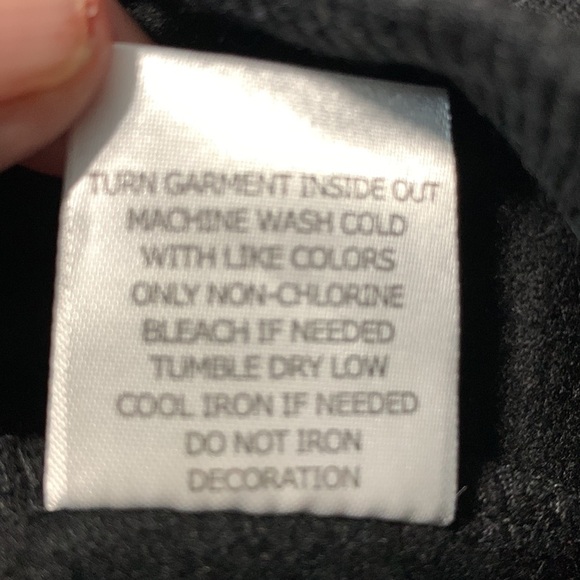 TURN GARMENT INSIDE OUT
MACHINE WASH COLD
WITH LIKE COLORS
ONLY NON-CHLORINE
BLEACH IF NEEDED
TUMBLE DRY LOW
COOL IRON IF NEEDED
DO NOT IRON
DECORATION